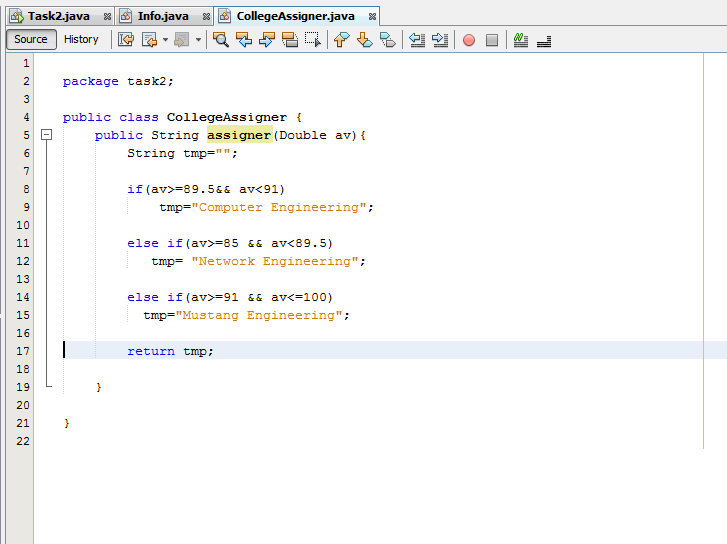 Task2.java Info.java CollegeAssigner.java
Source History
1
2 package task2;
3
4 public class CollegeAssigner {
5 public String assigner(Double av){
6 String tmp="";
7
8 if(av>=89.5&& av<91)
9 tmp="Computer Engineering";
10
11 else if(av>=85 && av<89.5)
12 tmp= "Network Engineering";
13
14 else if(av>=91 && av<=100)
15 tmp="Mustang Engineering";
16
17 return tmp;
18
19 }
20
21 }
22